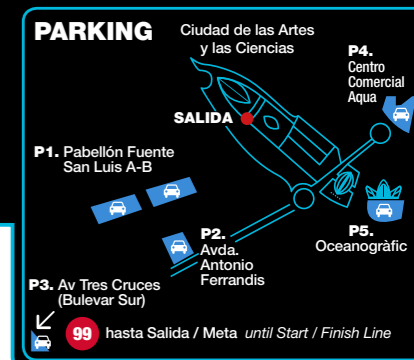 PARKING
Ciudad de las Artes
y las Ciencias
P4.
Centro
Comercial
Aqua
SALIDA
P1. Pabellón Fuente
San Luis A-B
P2.
Avda.
Antonio
Ferrandis
P5.
Oceanogràfic
P3. Av Tres Cruces
(Bulevar Sur)
99 hasta Salida / Meta until Start / Finish Line